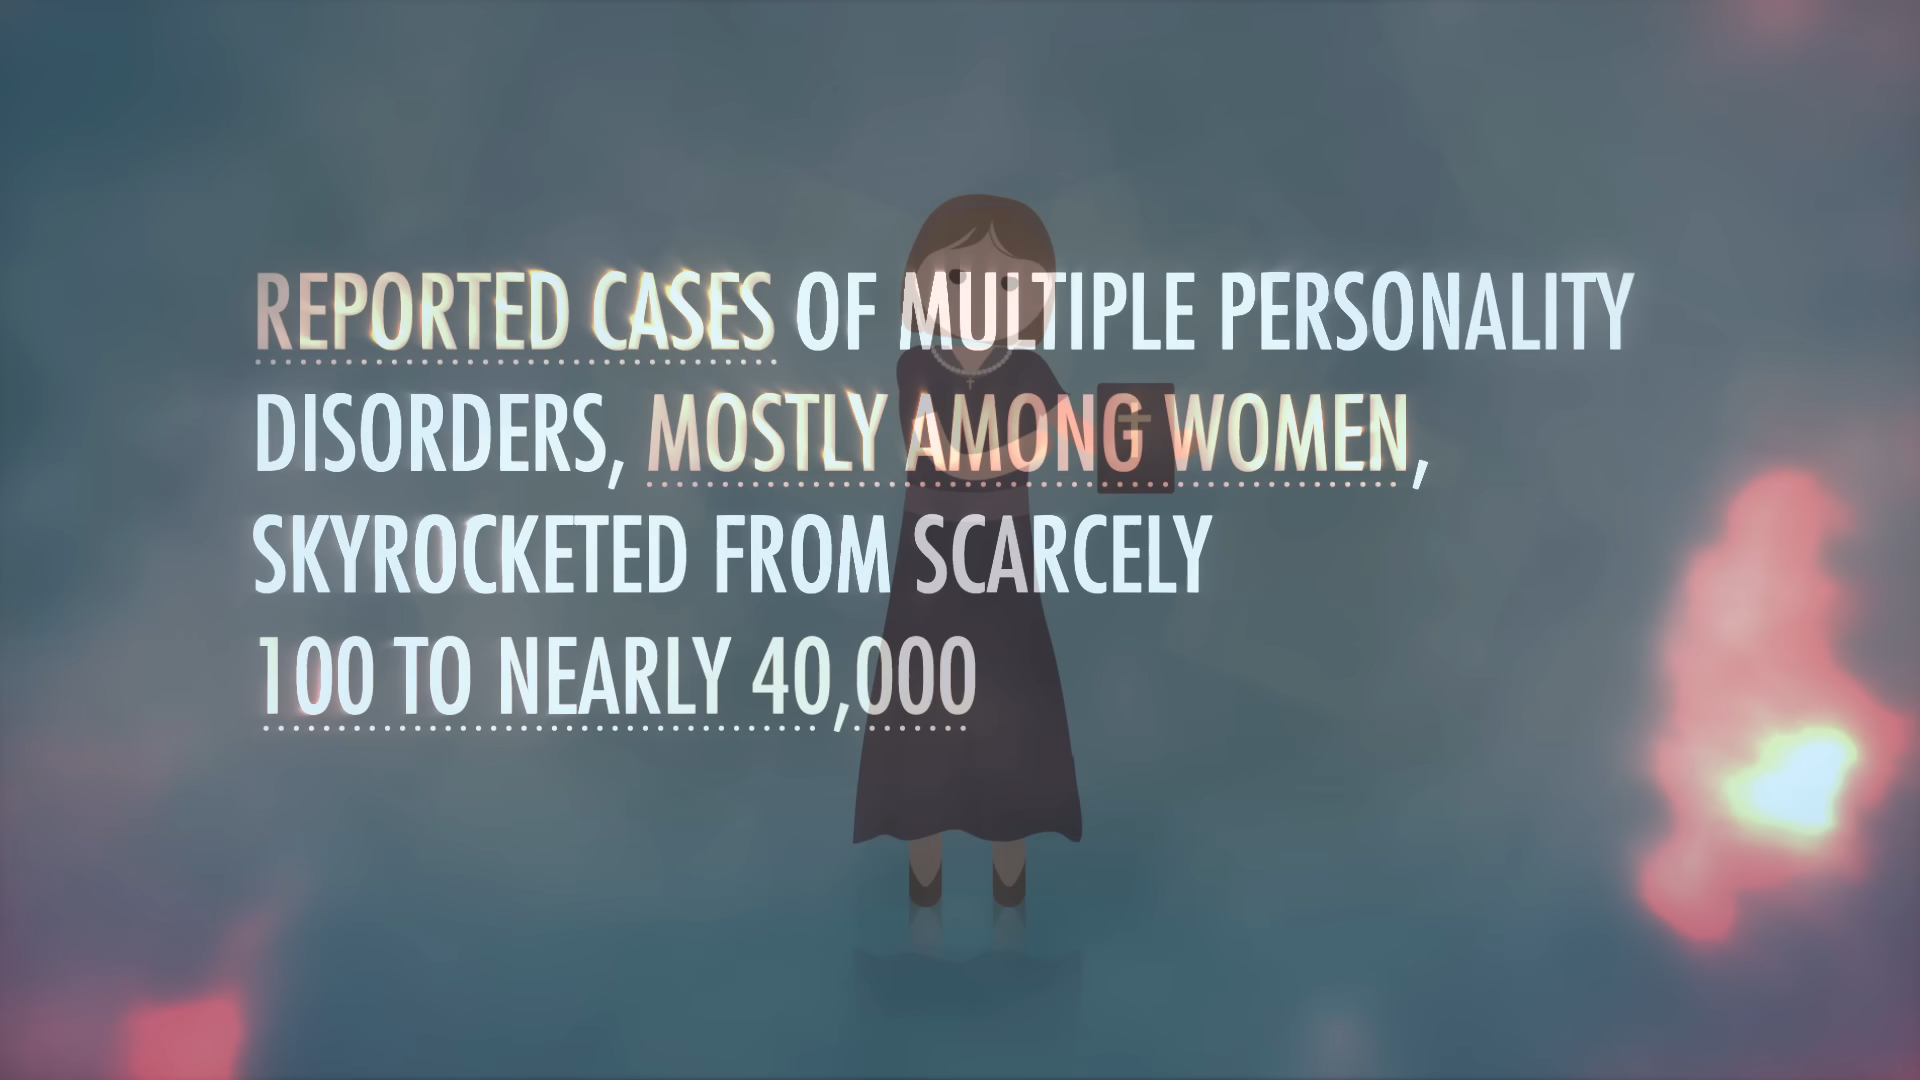 REPORTED CASES OF MULTIPLE PERSONALITY
DISORDERS, MOSTLY AMONG WOMEN,
SKYROCKETED FROM SCARCELY
100 TO NEARLY 40,000